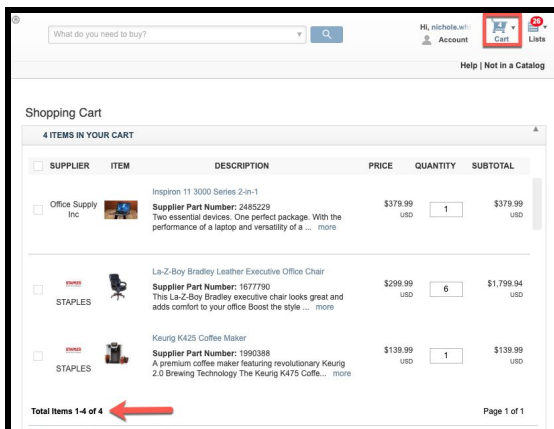 What do you need to buy?
Hi, nichole.whi
Account
4
Cart
26
Lists
Help | Not in a Catalog
Shopping Cart
4 ITEMS IN YOUR CART
SUPPLIER ITEM DESCRIPTION PRICE QUANTITY SUBTOTAL
Inspiron 11 3000 Series 2-in-1
Office Supply Inc
Supplier Part Number: 2485229
Two essential devices. One perfect package. With the
performance of a laptop and versatility of a ... more
$379.99 USD
1
$379.99 USD
La-Z-Boy Bradley Leather Executive Office Chair
STAPLES
STAPLES
Supplier Part Number: 1677790
This La-Z-Boy Bradley executive chair looks great and
adds comfort to your office Boost the style ... more
$299.99 USD
6
$1,799.94 USD
Keurig K425 Coffee Maker
STAPLES
STAPLES
Supplier Part Number: 1990388
A premium coffee maker featuring revolutionary Keurig
2.0 Brewing Technology The Keurig K475 Coffe... more
$139.99 USD
1
$139.99 USD
Total Items 1-4 of 4
Page 1 of 1